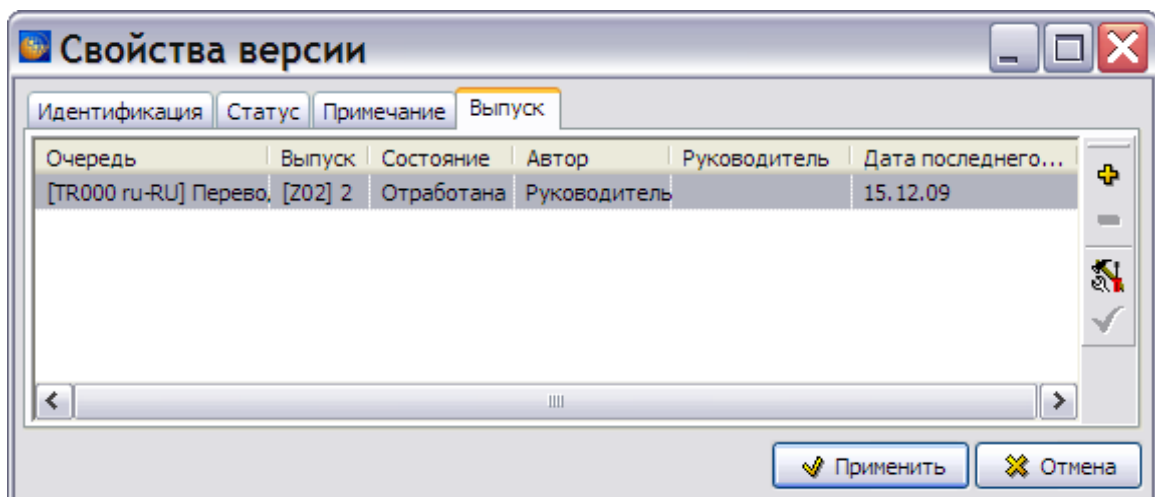 Свойства версии
Идентификация Статус Примечание Выпуск
Очередь Выпуск Состояние Автор Руководитель Дата последнего...
[TR000 ru-RU] Перево, [Z02] 2 Отработана Руководитель 15.12.09
Применить Отмена